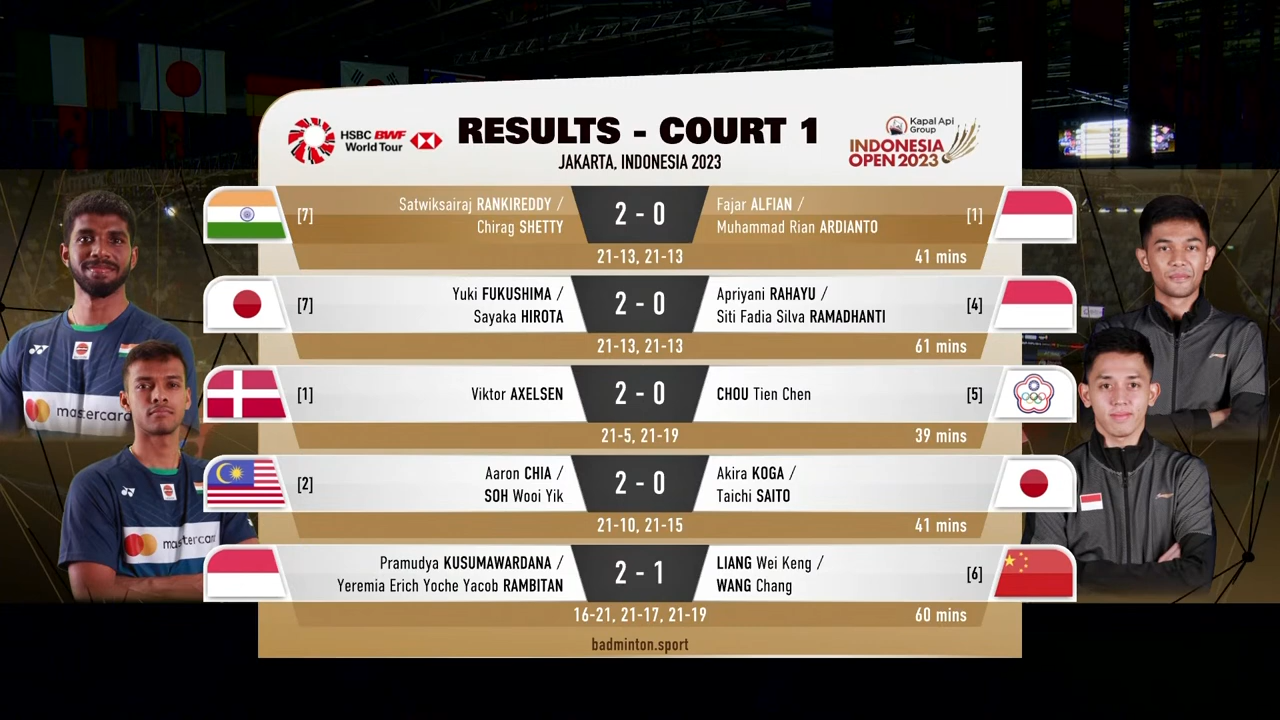 HSBC BWF
World Tour
RESULTS - COURT 1
JAKARTA, INDONESIA 2023
Kapal Api
Group
INDONESIA
OPEN 2023
[7] Satwiksairaj RANKIREDDY / 2 - 0 Fajar ALFIAN / [1]
Chirag SHETTY Muhammad Rian ARDIANTO
21-13, 21-13 41 mins
[7] Yuki FUKUSHIMA / 2 - 0 Apriyani RAHAYU / [4]
Sayaka HIROTA Siti Fadia Silva RAMADHANTI
21-13, 21-13 61 mins
[1] Viktor AXELSEN 2 - 0 CHOU Tien Chen [5]
21-5, 21-19 39 mins
[2] Aaron CHIA / 2 - 0 Akira KOGA /
SOH Wooi Yik Taichi SAITO
21-10, 21-15 41 mins
Pramudya KUSUMAWARDANA / 2 - 1 LIANG Wei Keng / [6]
Yeremia Erich Yoche Yacob RAMBITAN WANG Chang
16-21, 21-17, 21-19 60 mins
badminton.sport
mastercard
mastercard